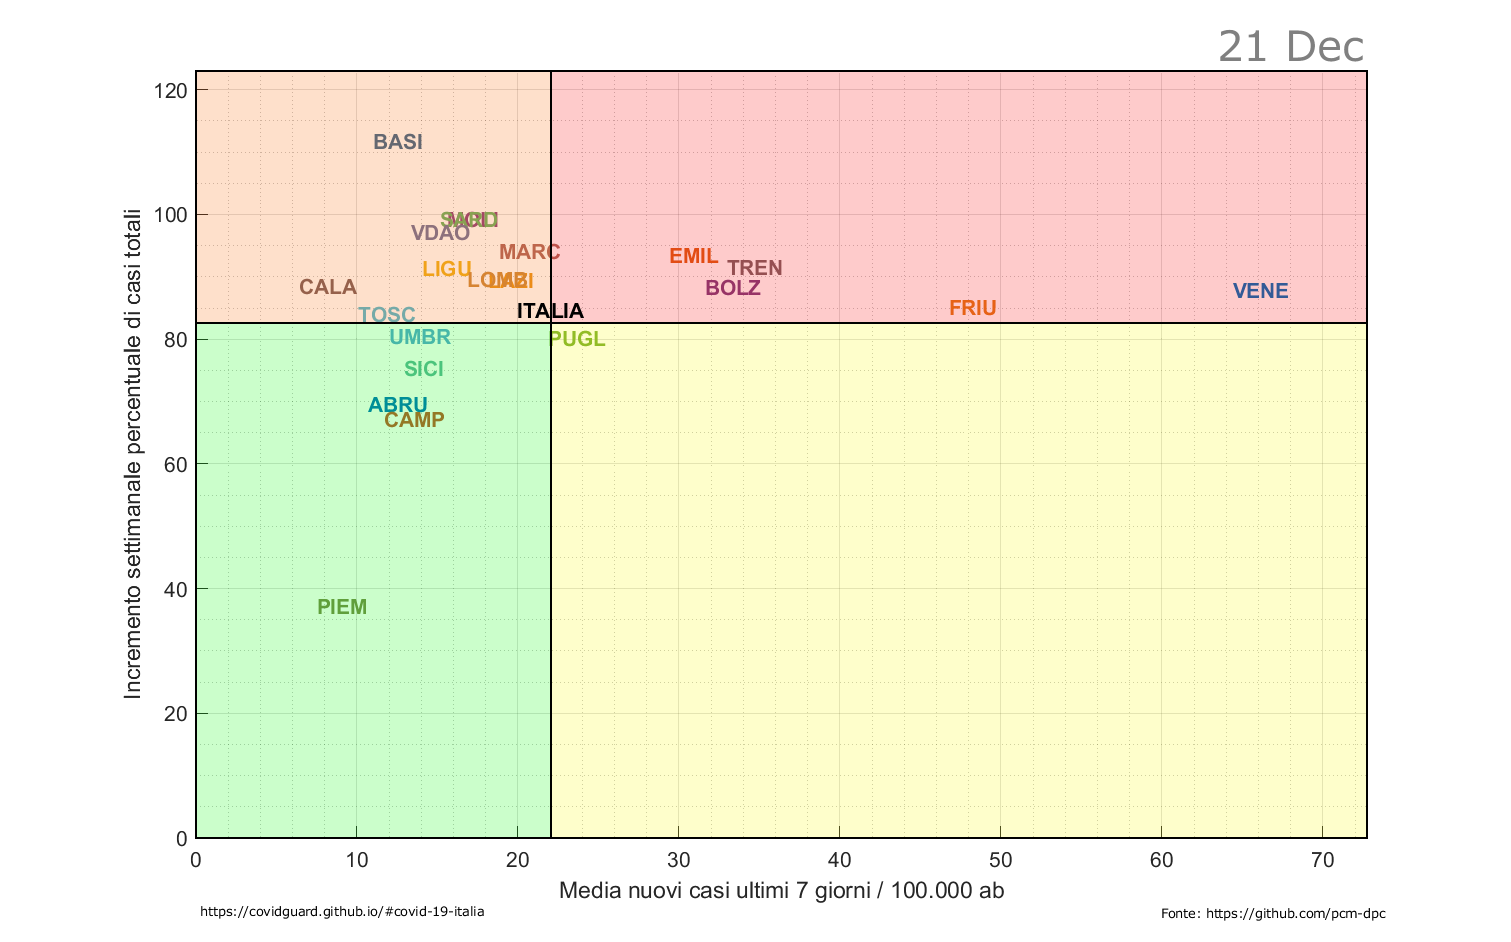 21 Dec
120
100
80
60
40
20
0
Incremento settimanale percentuale di casi totali
BASI
SARD
VDAO
MARC
LIGU
LOMB
LAZI
CALA
TOSC
ITALIA
EMIL
TREN
BOLZ
FRIU
VENE
UMBR
PUGL
SICI
ABRU
CAMP
PIEM
0 10 20 30 40 50 60 70
Media nuovi casi ultimi 7 giorni / 100.000 ab
https://covidguard.github.io/#covid-19-italia
Fonte: https://github.com/pcm-dpc